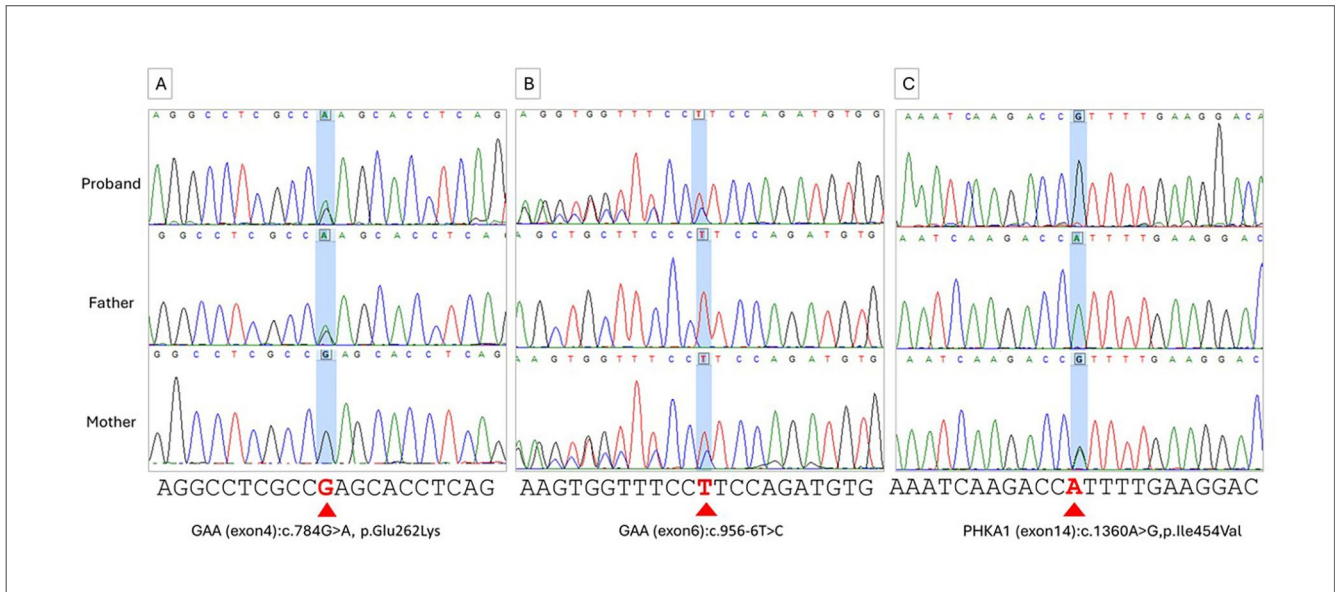 A
B
C
Proband
A G G C C T C G C C A A G C A C C T C A G
A G G T G G T T T C C T T C C A G A T G T G G
A A A T C A A G A C C G T T T T G A A G G A C A
Father
G G C C T C G C C A A G C A C C T C A
A G C T G C T T C C C T T C C A G A T G T G
A A T C A A G A C C A T T T T G A A G G A C
Mother
G G C C T C G C C G A G C A C C T C A G
A A G T G G T T T C C T T C C A G A T G T G
A A T C A A G A C C G T T T T G A A G G A C
AGGCCTCGCCGAGCACCTCAG
AAGTGGTTTCCTTCCAGATGTG
AAATCAAGACCATTTTGAAGGAC
GAA (exon4):c.784G>A, p.Glu262Lys
GAA (exon6):c.956-6T>C
PHKA1 (exon14):c.1360A>G,p.Ile454Val